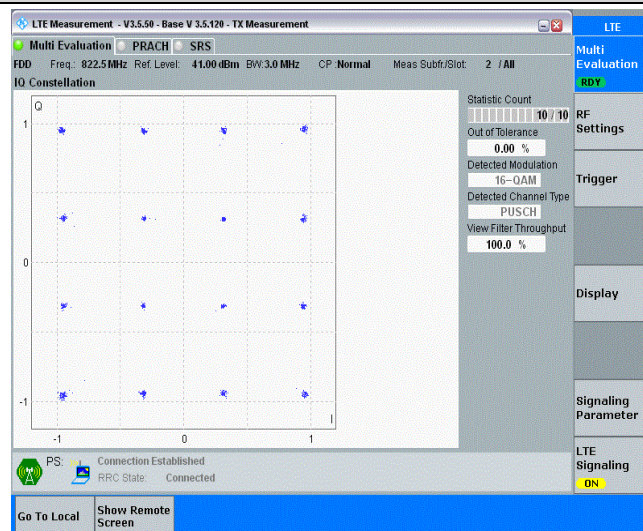 LTE Measurement - V3.5.50 - Base V 3.5.120 - TX Measurement
LTE
Multi Evaluation PRACH SRS
Multi
Evaluation
RDY
FDD Freq.: 822.5 MHz Ref. Level: 41.00 dBm BW: 3.0 MHz CP : Normal Meas Subfr./Slot: 2 / All
IQ Constellation
Q
1
0
-1
-1 0 1
I
Statistic Count
10 / 10
Out of Tolerance
0.00 %
Detected Modulation
16-QAM
Detected Channel Type
PUSCH
View Filter Throughput
100.0 %
RF
Settings
Trigger
Display
Signaling
Parameter
LTE
Signaling
ON
PS: Connection Established
RRC State: Connected
Go To Local
Show Remote
Screen